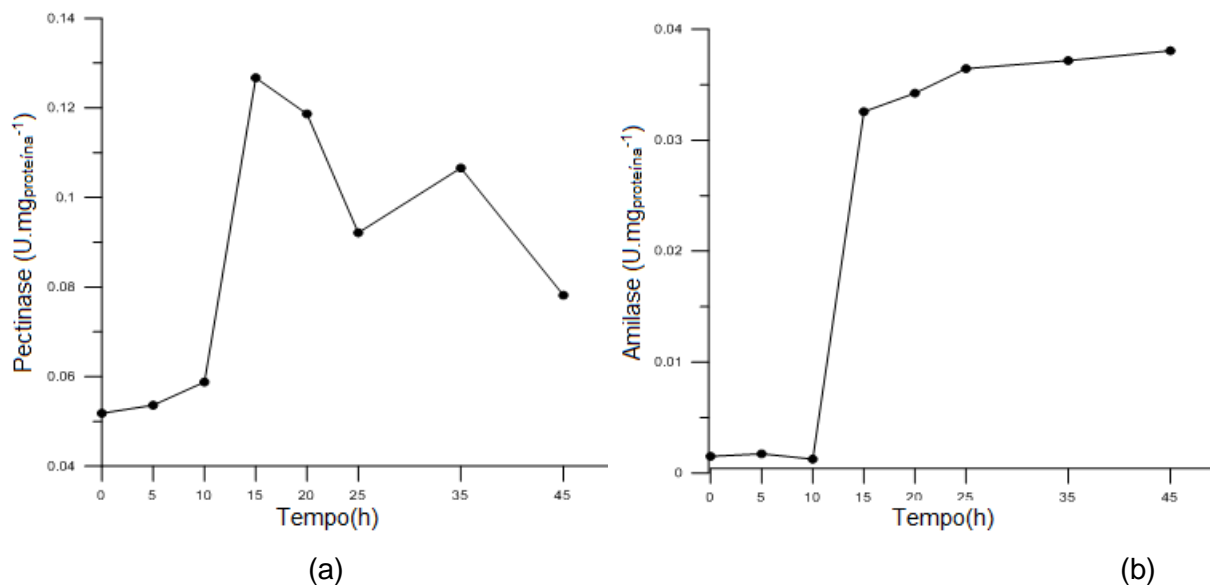 0.14
0.12
0.1
0.08
0.06
0.04
Pectinase (U.mgproteína-1)
0 5 10 15 20 25 35 45
Tempo(h)
(a)
0.04
0.03
0.02
0.01
0
Amilase (U.mgproteína-1)
0 5 10 15 20 25 35 45
Tempo(h)
(b)